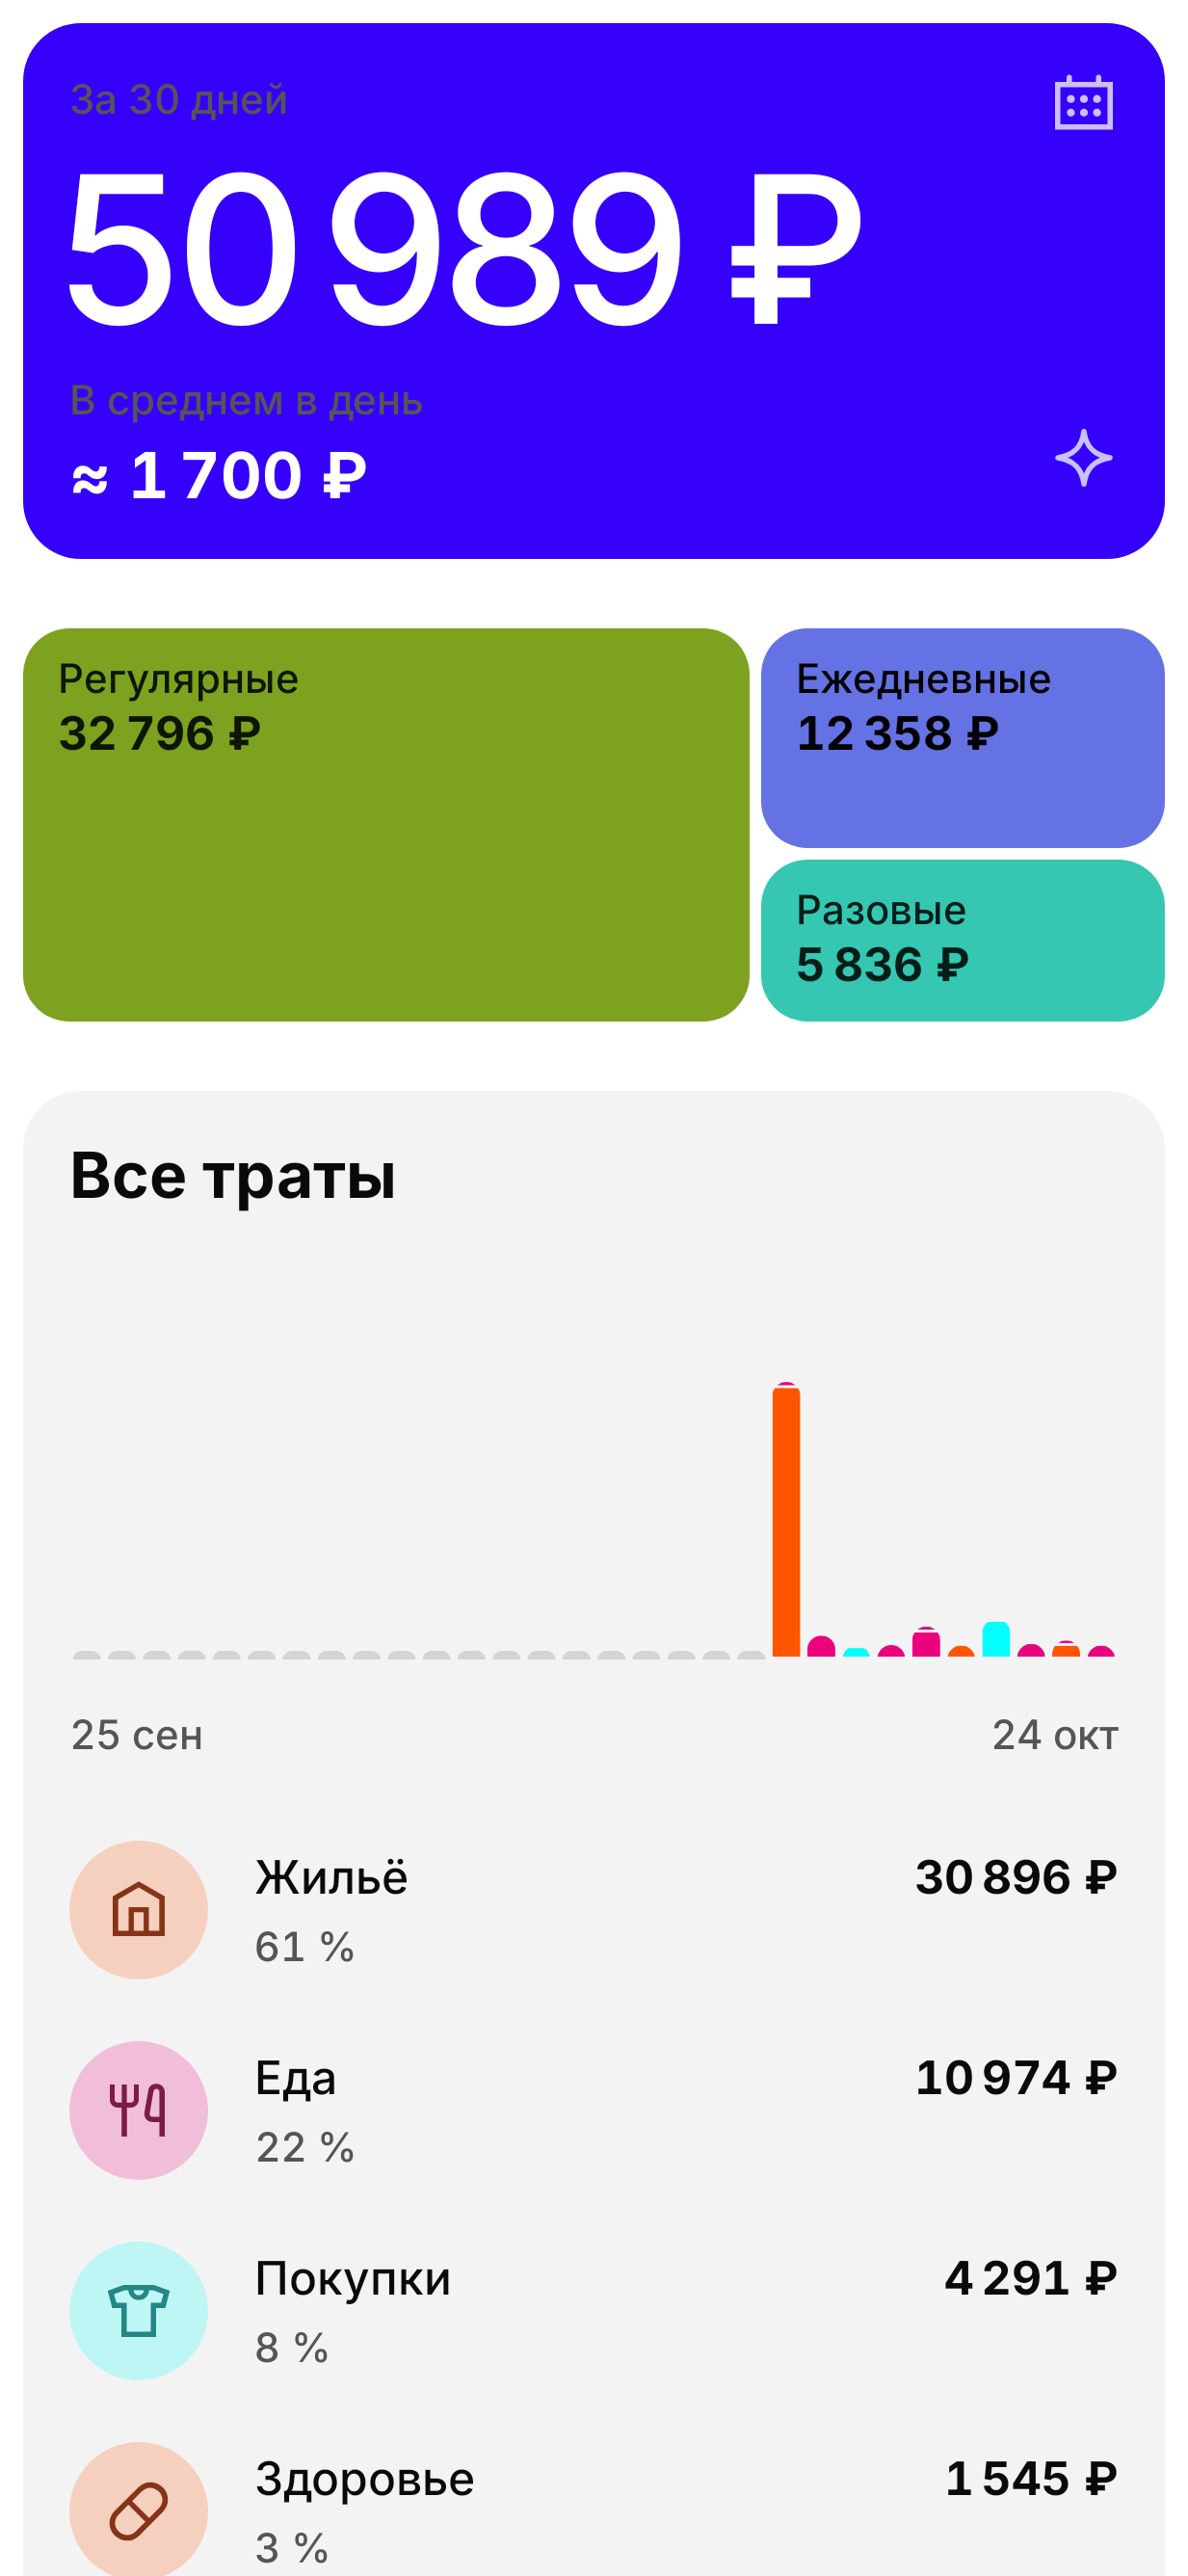 За 30 дней
50 989 ₽
В среднем в день
≈ 1 700 ₽
Регулярные
32 796 ₽
Ежедневные
12 358 ₽
Разовые
5 836 ₽
Все траты
25 сен
24 окт
Жильё
30 896 ₽
61 %
Еда
10 974 ₽
22 %
Покупки
4 291 ₽
8 %
Здоровье
1 545 ₽
3 %